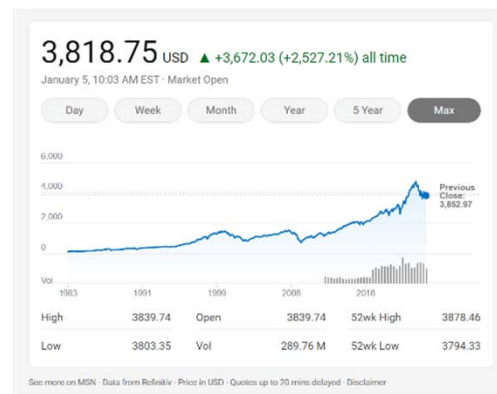 3,818.75 USD ▲ +3,672.03 (+2,527.21%) all time
January 5, 10:03 AM EST · Market Open
Day Week Month Year 5 Year Max
6,000
4,000
Previous
Close:
3,852.97
2,000
0
Vol
1983 1991 1999 2008 2016
High 3839.74 Open 3839.74 52wk High 3878.46
Low 3803.35 Vol 289.76 M 52wk Low 3794.33
See more on MSN · Data from Refinitiv · Price in USD · Quotes up to 20 mins delayed · Disclaimer